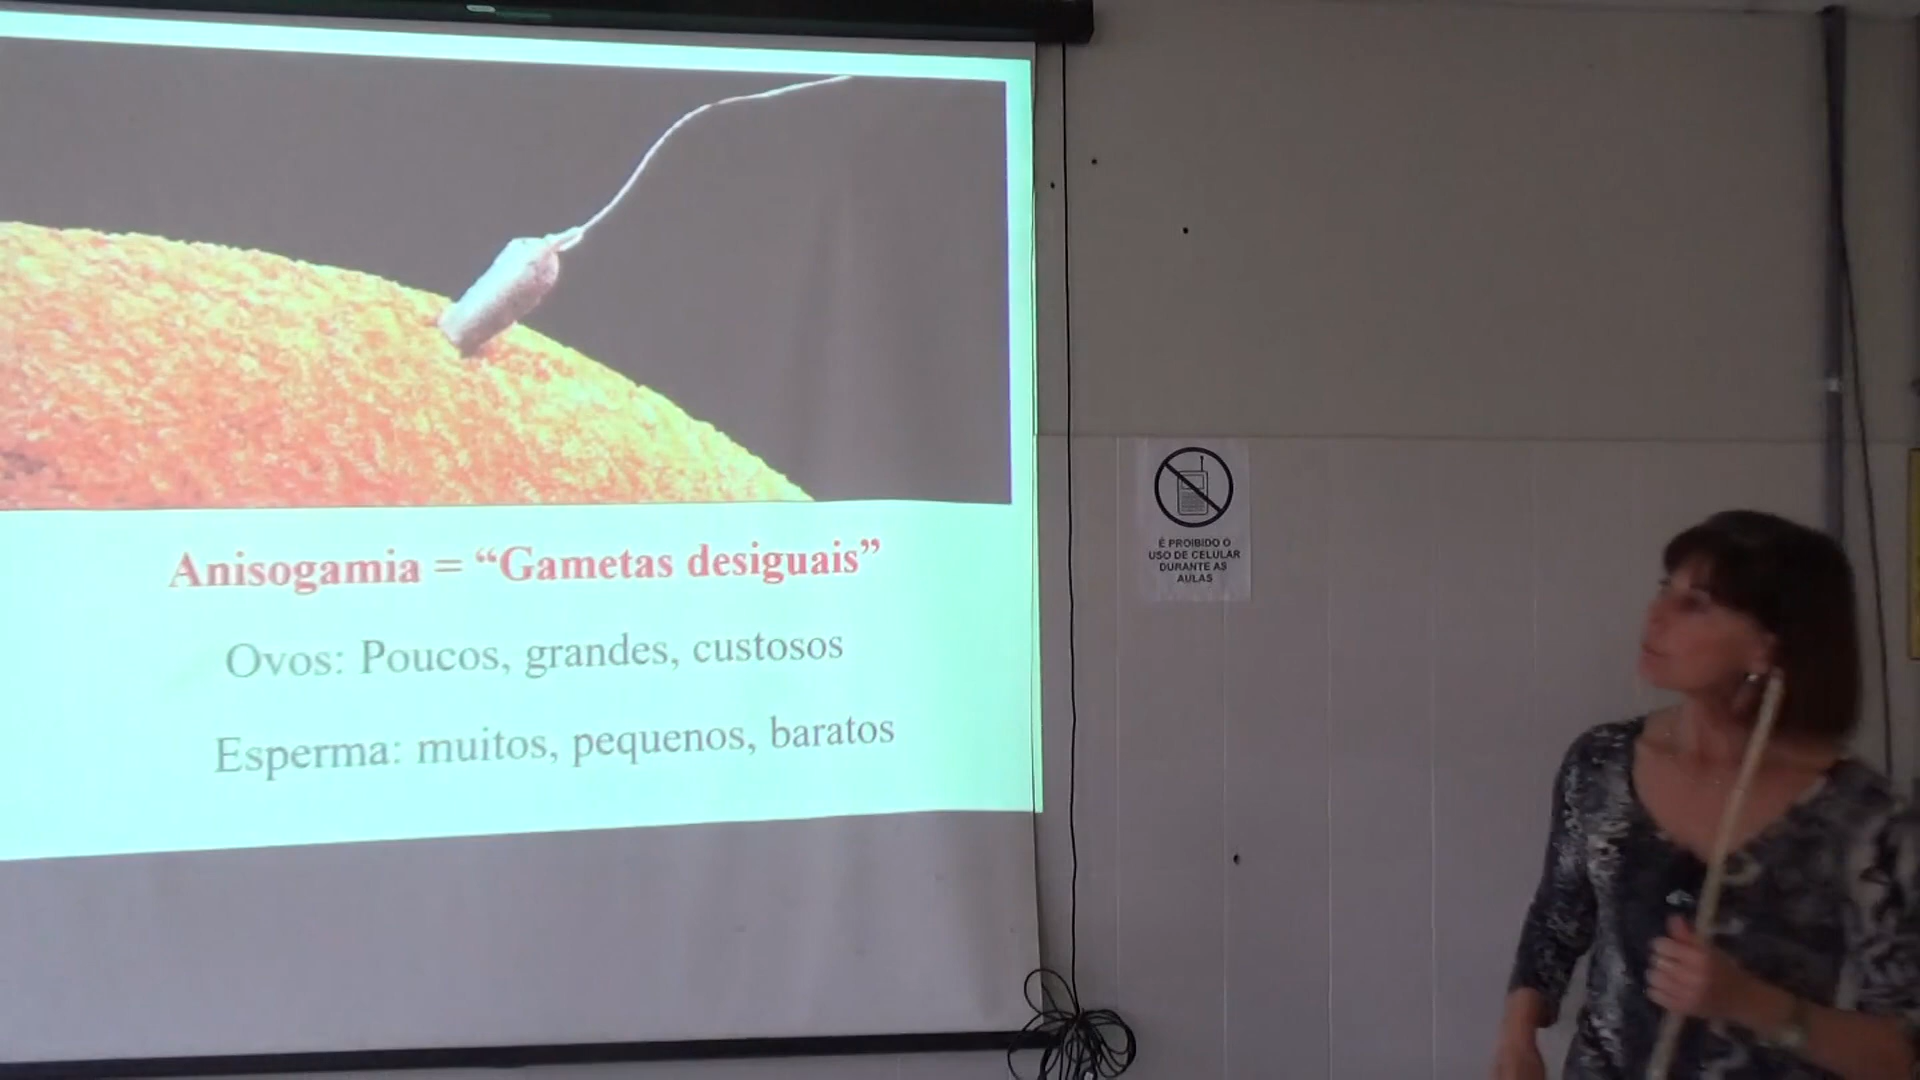 Anisogamia = “Gametas desiguais”
Ovos: Poucos, grandes, custosos
Esperma: muitos, pequenos, baratos
É PROIBIDO O
USO DE CELULAR
DURANTE AS
AULAS